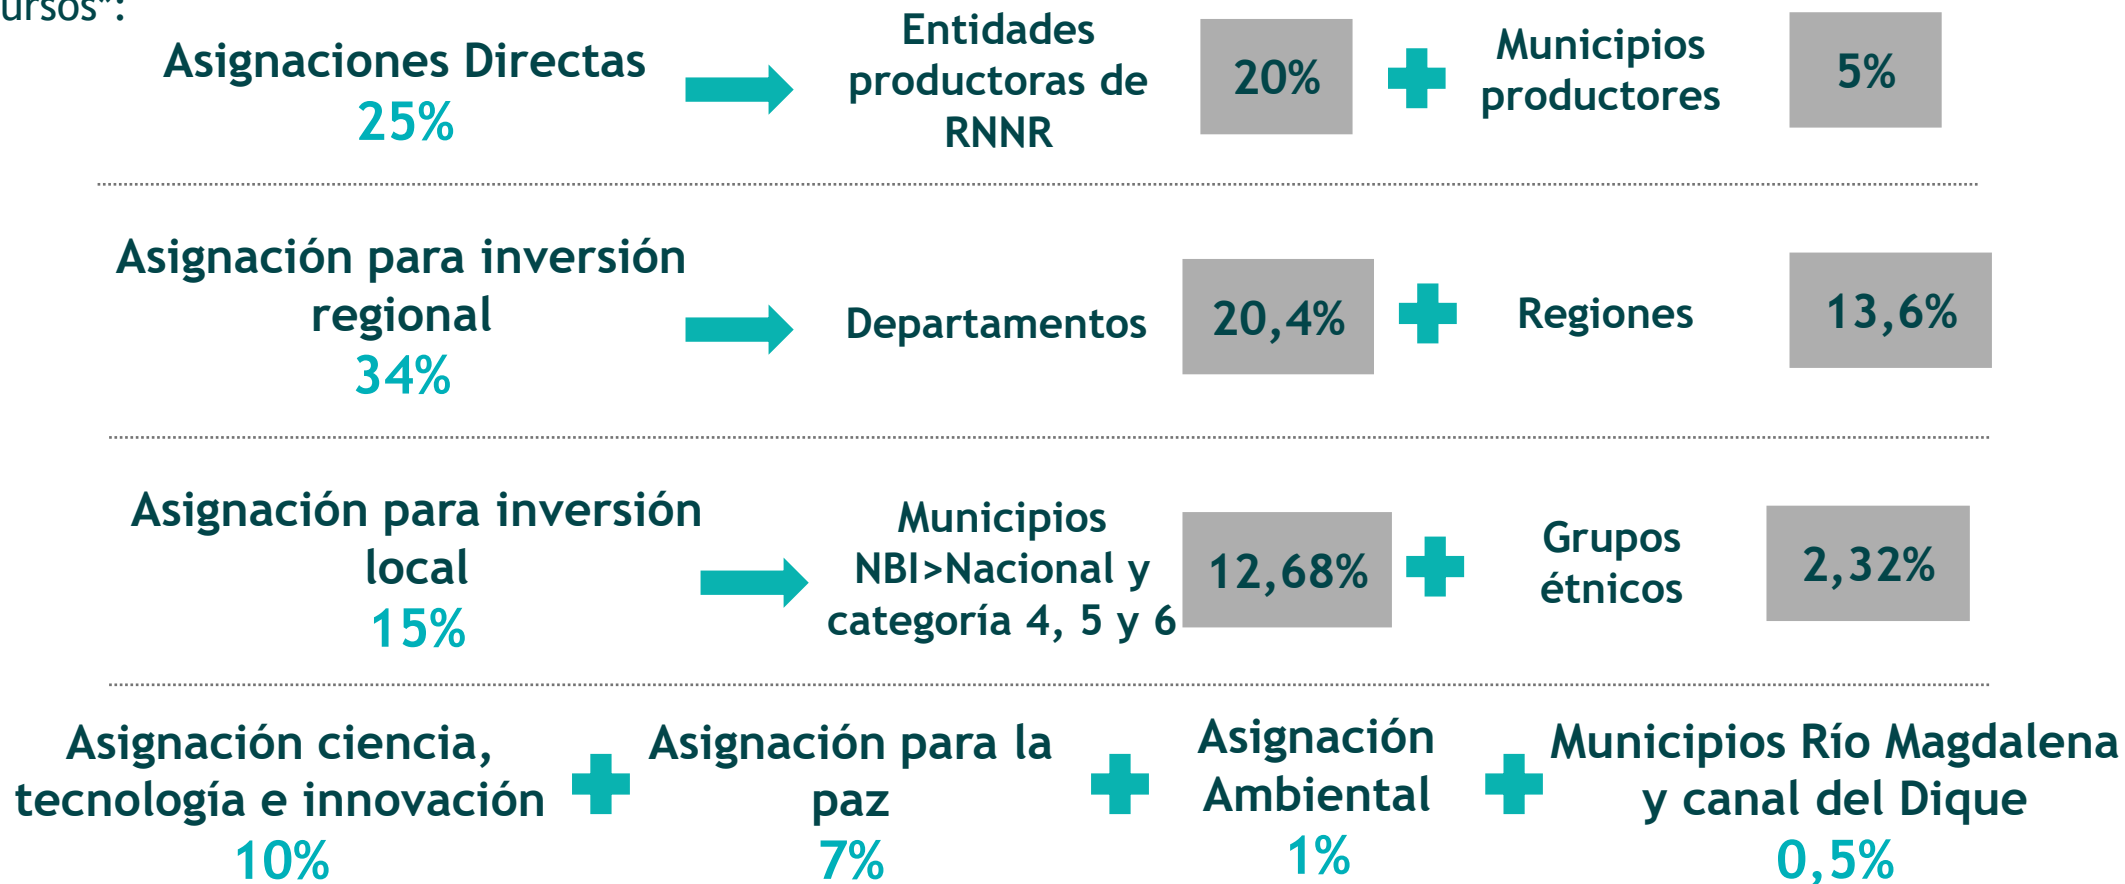 ursos*:
Asignaciones Directas
25%
Entidades
productoras de
RNNR
20%
Municipios
productores
5%
Asignación para inversión
regional
34%
Departamentos
20,4%
Regiones
13,6%
Asignación para inversión
local
15%
Municipios
NBI>Nacional y
categoría 4, 5 y 6
12,68%
Grupos
étnicos
2,32%
Asignación ciencia,
tecnología e innovación
10%
Asignación para la
paz
7%
Asignación
Ambiental
1%
Municipios Río Magdalena
y canal del Dique
0,5%